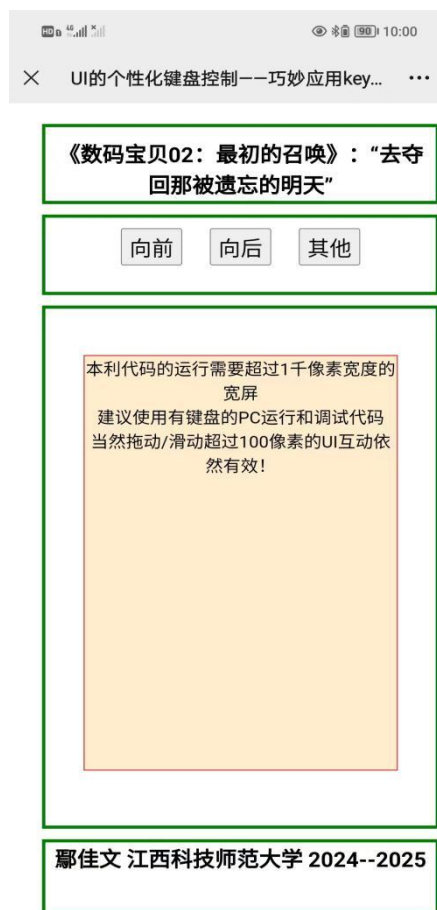 10:00
UI的个性化键盘控制——巧妙应用key...
《数码宝贝02：最初的召唤》：“去夺
回那被遗忘的明天”
向前 向后 其他
本利代码的运行需要超过1千像素宽度的
宽屏
建议使用有键盘的PC运行和调试代码
当然拖动/滑动超过100像素的UI互动依
然有效！
鄢佳文 江西科技师范大学 2024--2025